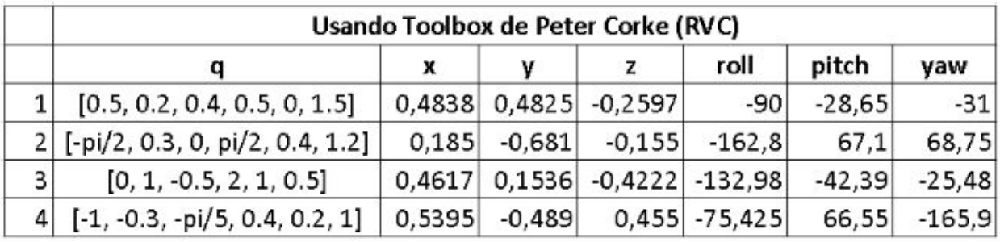 Usando Toolbox de Peter Corke (RVC)
q x y z roll pitch yaw
1 [0.5, 0.2, 0.4, 0.5, 0, 1.5] 0,4838 0,4825 -0,2597 -90 -28,65 -31
2 [-pi/2, 0.3, 0, pi/2, 0.4, 1.2] 0,185 -0,681 -0,155 -162,8 67,1 68,75
3 [0, 1, -0.5, 2, 1, 0.5] 0,4617 0,1536 -0,4222 -132,98 -42,39 -25,48
4 [-1, -0.3, -pi/5, 0.4, 0.2, 1] 0,5395 -0,489 0,455 -75,425 66,55 -165,9